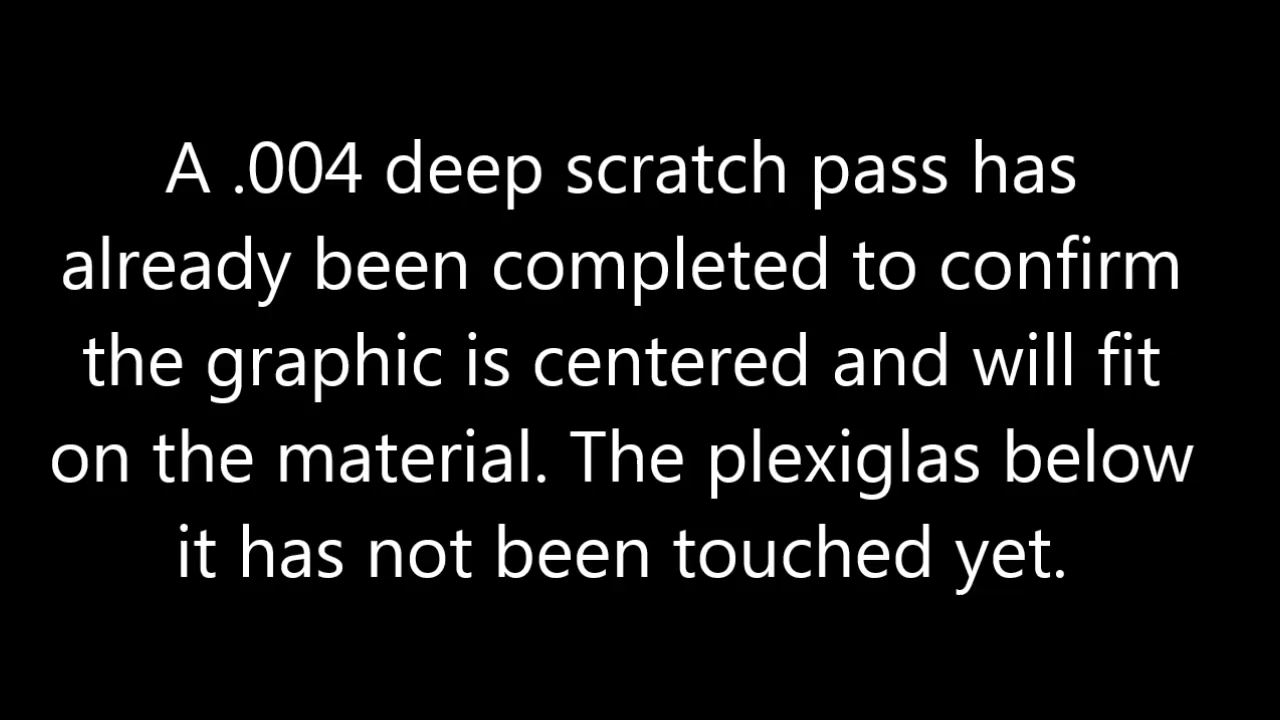 A .004 deep scratch pass has
already been completed to confirm
the graphic is centered and will fit
on the material. The plexiglas below
it has not been touched yet.